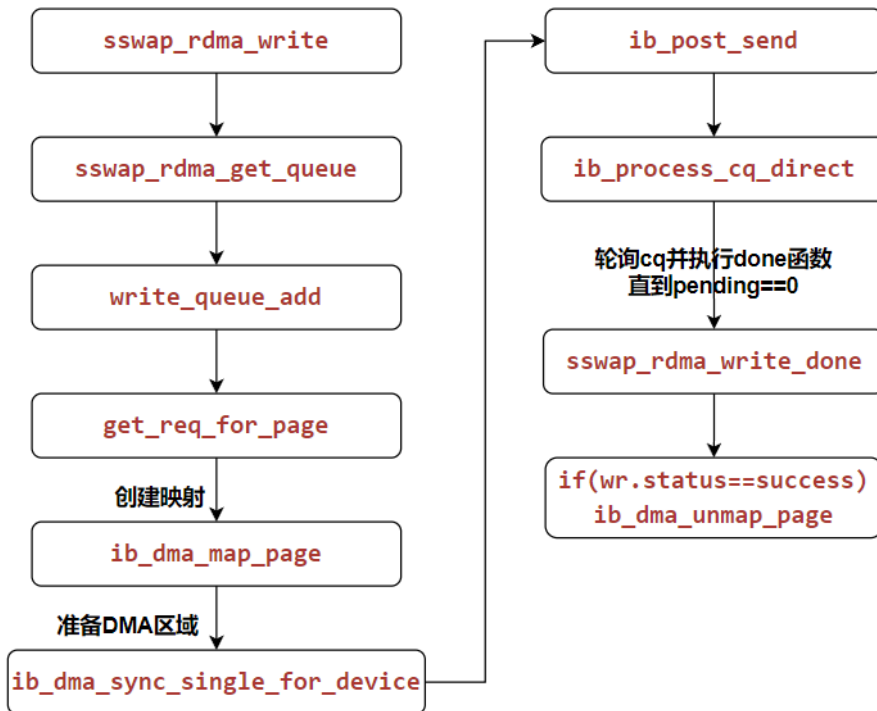 sswap_rdma_write
sswap_rdma_get_queue
write_queue_add
get_req_for_page
创建映射
ib_dma_map_page
准备DMA区域
ib_dma_sync_single_for_device
ib_post_send
ib_process_cq_direct
轮询cq并执行done函数
直到pending==0
sswap_rdma_write_done
if(wr.status==success)
ib_dma_unmap_page